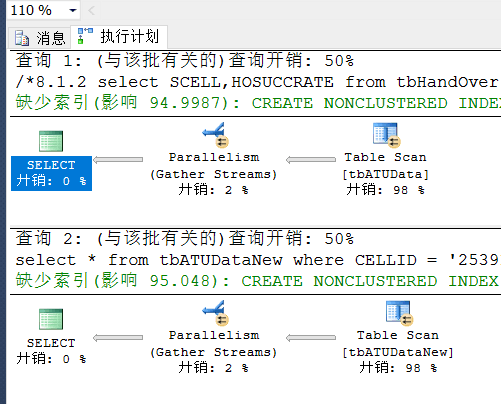 110 %
消息
执行计划
查询 1: (与该批有关的)查询开销: 50%
/*8.1.2 select SCELL,HOSUCCRATE from tbHandOver
缺少索引(影响 94.9987): CREATE NONCLUSTERED INDEX
SELECT
开销: 0 %
Parallelism
(Gather Streams)
开销: 2 %
Table Scan
[tbATUData]
开销: 98 %
查询 2: (与该批有关的)查询开销: 50%
select * from tbATUDataNew where CELLID = '2539
缺少索引(影响 95.048): CREATE NONCLUSTERED INDEX
SELECT
开销: 0 %
Parallelism
(Gather Streams)
开销: 2 %
Table Scan
[tbATUDataNew]
开销: 98 %